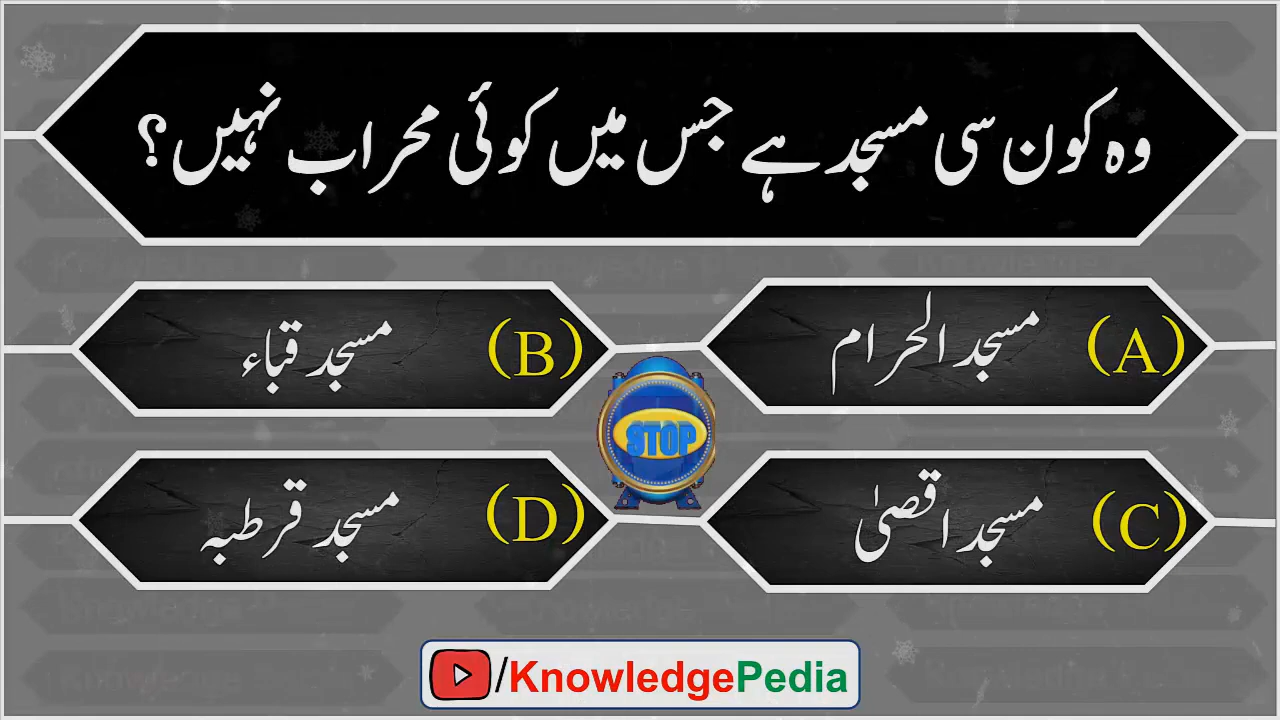 وہ کون سی مسجد ہے جس میں کوئی محراب نہیں؟
(A) مسجد الحرام
(B) مسجد قباء
STOP
(C) مسجد اقصیٰ
(D) مسجد قرطبہ
/KnowledgePedia